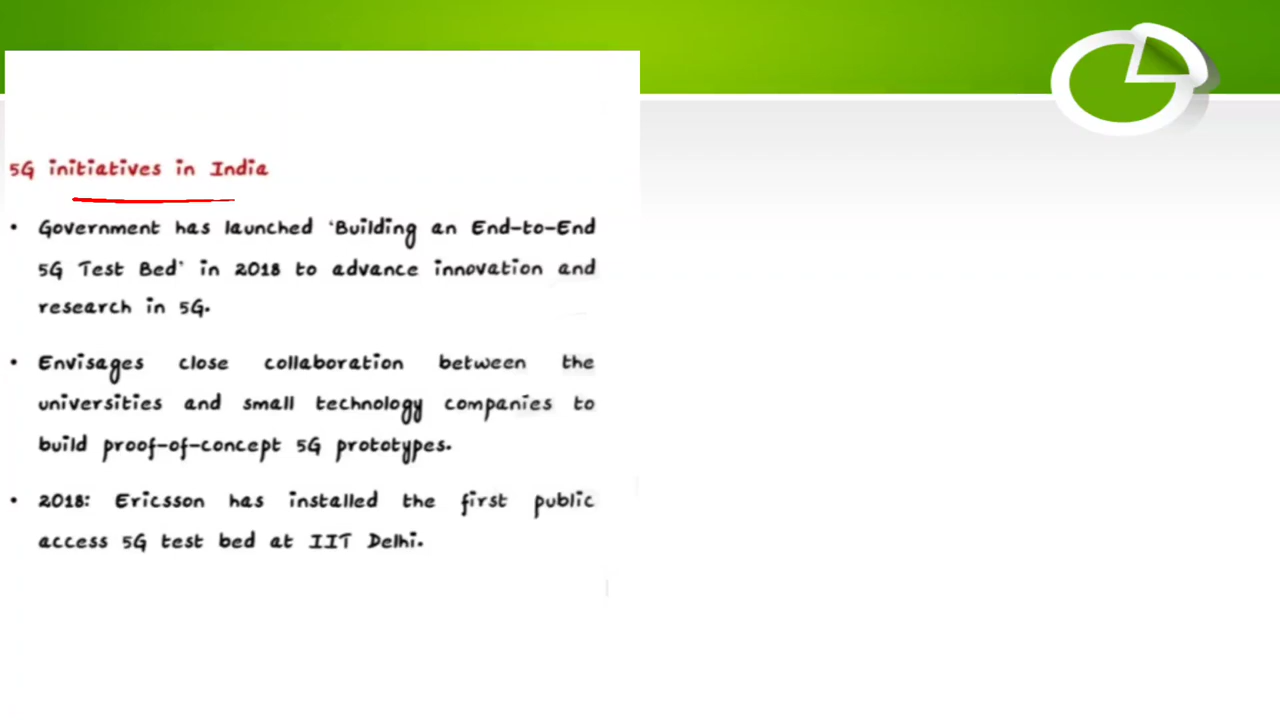 5G initiatives in India
• Government has launched 'Building an End-to-End
5G Test Bed' in 2018 to advance innovation and
research in 5G.
• Envisages close collaboration between the
universities and small technology companies to
build proof-of-concept 5G prototypes.
• 2018: Ericsson has installed the first public
access 5G test bed at IIT Delhi.